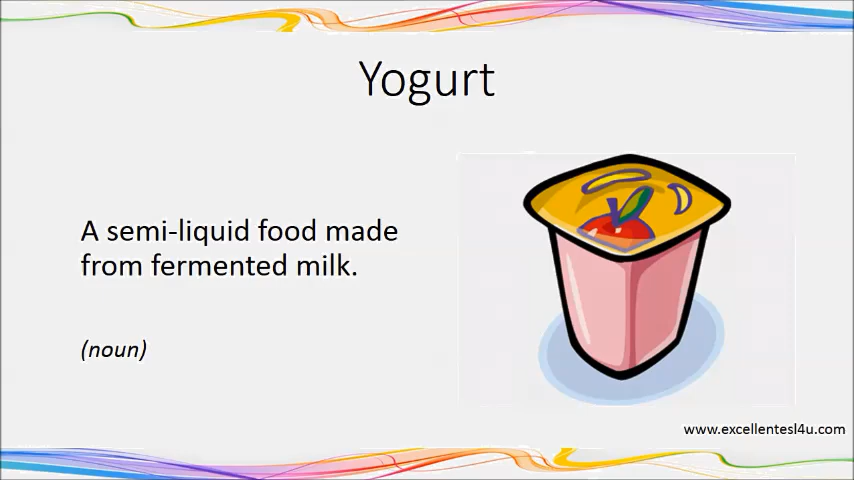 Yogurt
A semi-liquid food made
from fermented milk.
(noun)
www.excellentesl4u.com